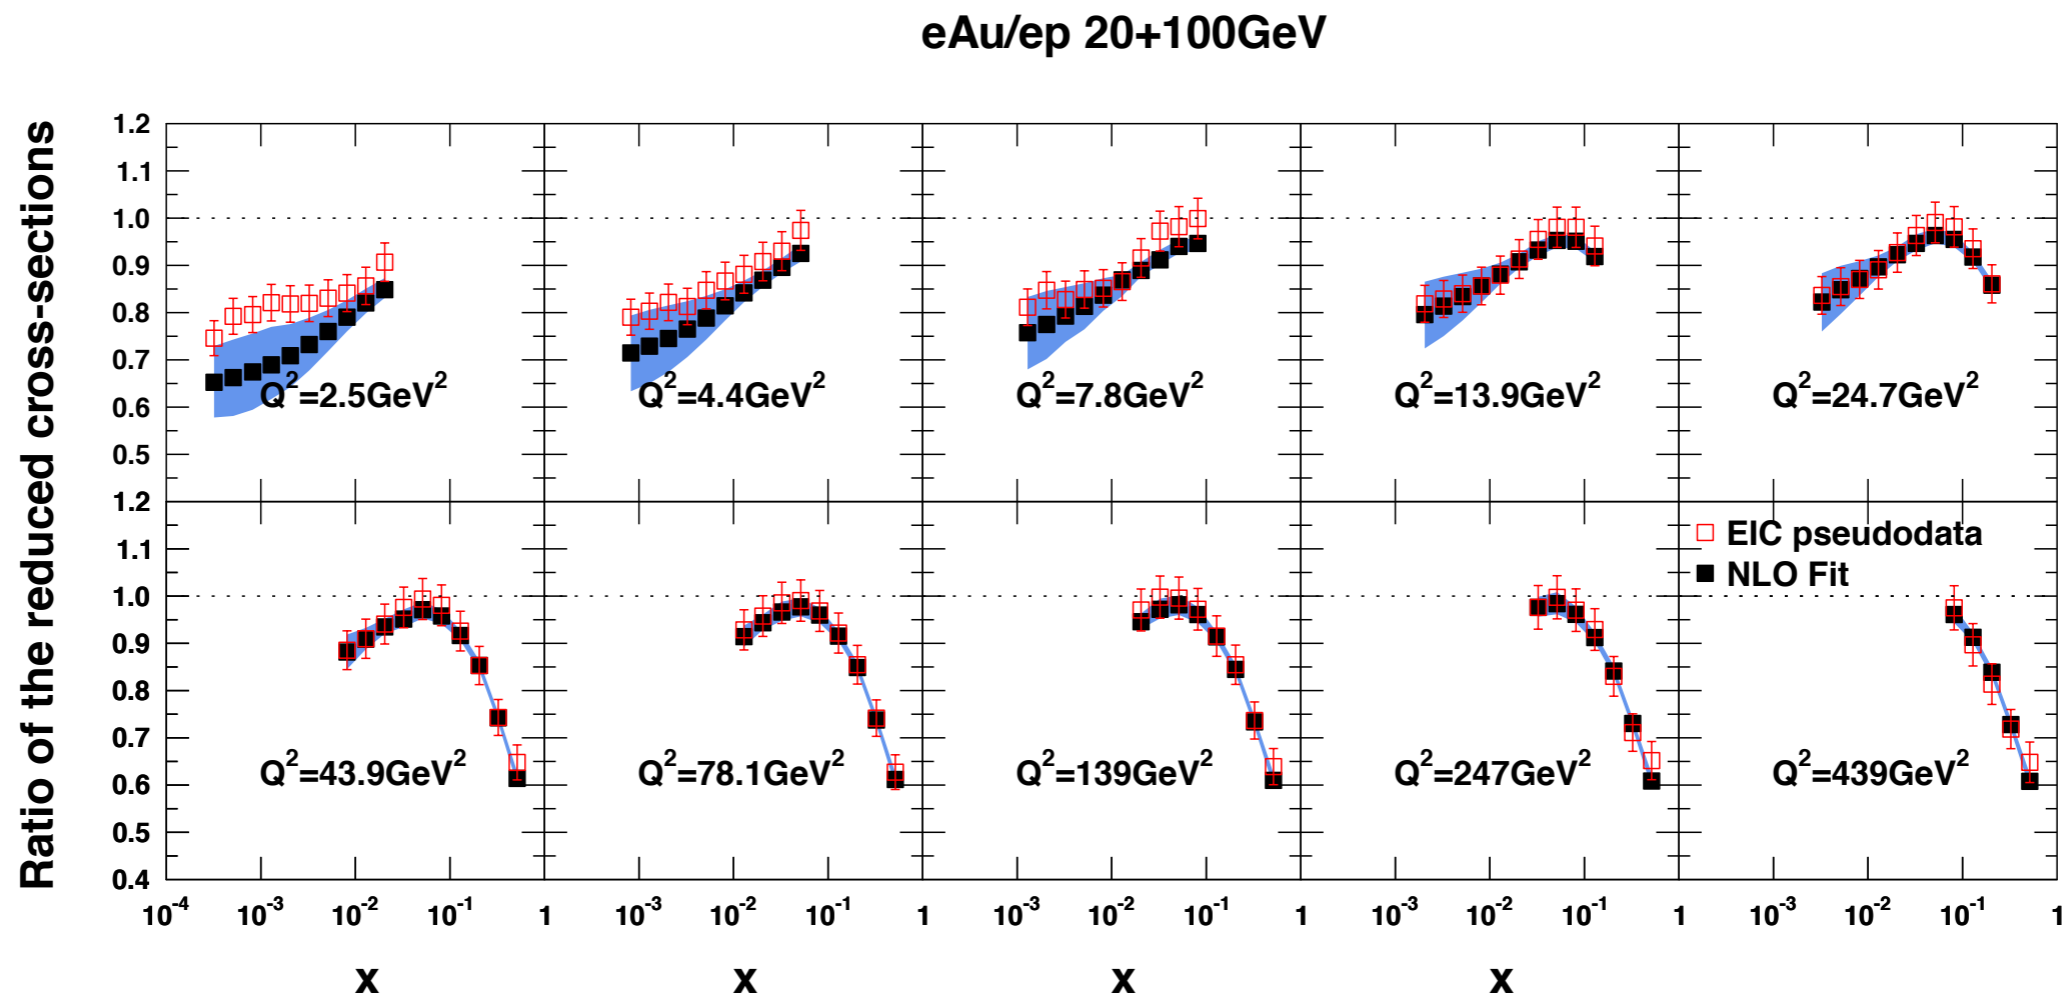 eAu/ep 20+100GeV
Ratio of the reduced cross-sections
1.2
1.1
1.0
0.9
0.8
0.7
0.6
0.5
Q²=2.5GeV²
Q²=4.4GeV²
Q²=7.8GeV²
Q²=13.9GeV²
Q²=24.7GeV²
1.2
1.1
1.0
0.9
0.8
0.7
0.6
0.5
0.4
EIC pseudodata
NLO Fit
Q²=43.9GeV²
Q²=78.1GeV²
Q²=139GeV²
Q²=247GeV²
Q²=439GeV²
10⁻⁴ 10⁻³ 10⁻² 10⁻¹ 1 10⁻³ 10⁻² 10⁻¹ 1 10⁻³ 10⁻² 10⁻¹ 1 10⁻³ 10⁻² 10⁻¹ 1 10⁻³ 10⁻² 10⁻¹ 1
x x x x